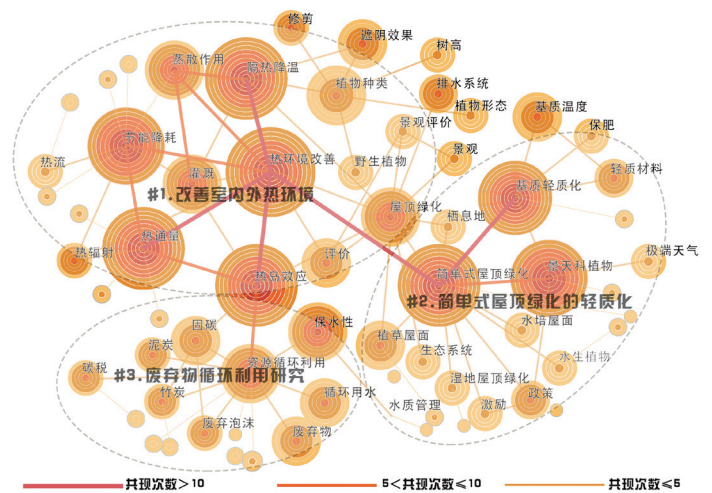 修剪
遮阴效果
树高
蒸散作用
隔热降温
植物种类
排水系统
植物形态
基质温度
景观评价
保肥
节能降耗
景观
热流
热环境改善
野生植物
轻质材料
灌溉
基质轻质化
#1.改善室内外热环境
屋顶绿化
栖息地
热通量
热辐射
评价
极端天气
热岛效应
简单式屋顶绿化
景天科植物
#2.简单式屋顶绿化的轻质化
固碳
保水性
水培屋面
泥炭
植草屋面
生态系统
水生植物
碳税
资源循环利用
#3.废弃物循环利用研究
湿地屋顶绿化
竹炭
循环用水
水质管理
激励
政策
废弃泡沫
废弃物
共现次数>10
5<共现次数≤10
共现次数≤5